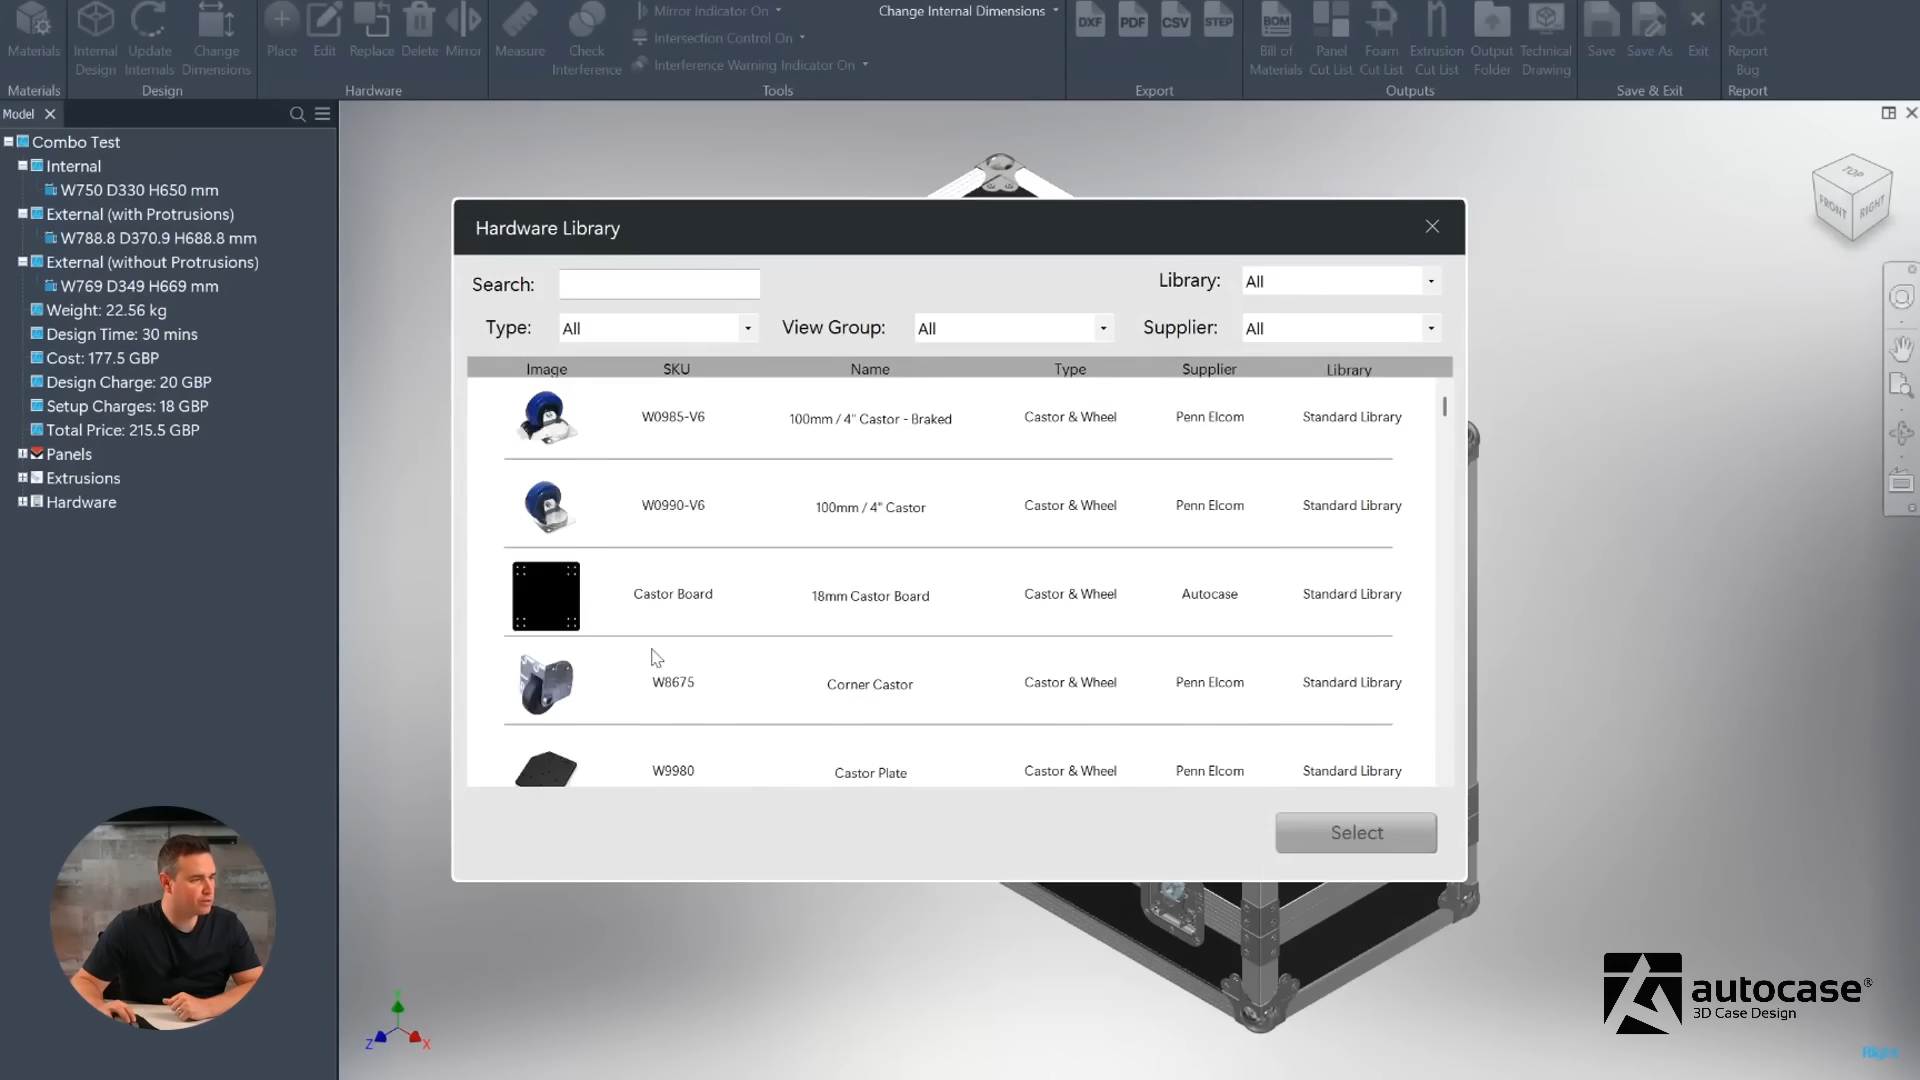 Materials
Internal
Design
Update
Internals
Change
Dimensions
Place
Edit
Replace
Delete
Mirror
Measure
Check
Interference
Mirror Indicator On
Intersection Control On
Interference Warning Indicator On
Change Internal Dimensions
DXF
PDF
CSV
STEP
BOM
Bill of
Materials
Panel
Cut List
Foam
Cut List
Extrusion
Cut List
Output
Folder
Technical
Drawing
Save
Save As
Exit
Report
Bug
Materials
Design
Hardware
Tools
Export
Outputs
Save & Exit
Report
Model
Combo Test
Internal
W750 D330 H650 mm
External (with Protrusions)
W788.8 D370.9 H688.8 mm
External (without Protrusions)
W769 D349 H669 mm
Weight: 22.56 kg
Design Time: 30 mins
Cost: 177.5 GBP
Design Charge: 20 GBP
Setup Charges: 18 GBP
Total Price: 215.5 GBP
Panels
Extrusions
Hardware
TOP
FRONT
RIGHT
Hardware Library
Search:
Library: All
Type: All
View Group: All
Supplier: All
Image SKU Name Type Supplier Library
W0985-V6 100mm / 4" Castor - Braked Castor & Wheel Penn Elcom Standard Library
W0990-V6 100mm / 4" Castor Castor & Wheel Penn Elcom Standard Library
Castor Board 18mm Castor Board Castor & Wheel Autocase Standard Library
W8675 Corner Castor Castor & Wheel Penn Elcom Standard Library
W9980 Castor Plate Castor & Wheel Penn Elcom Standard Library
Select
Z
X
autocase®
3D Case Design
Right